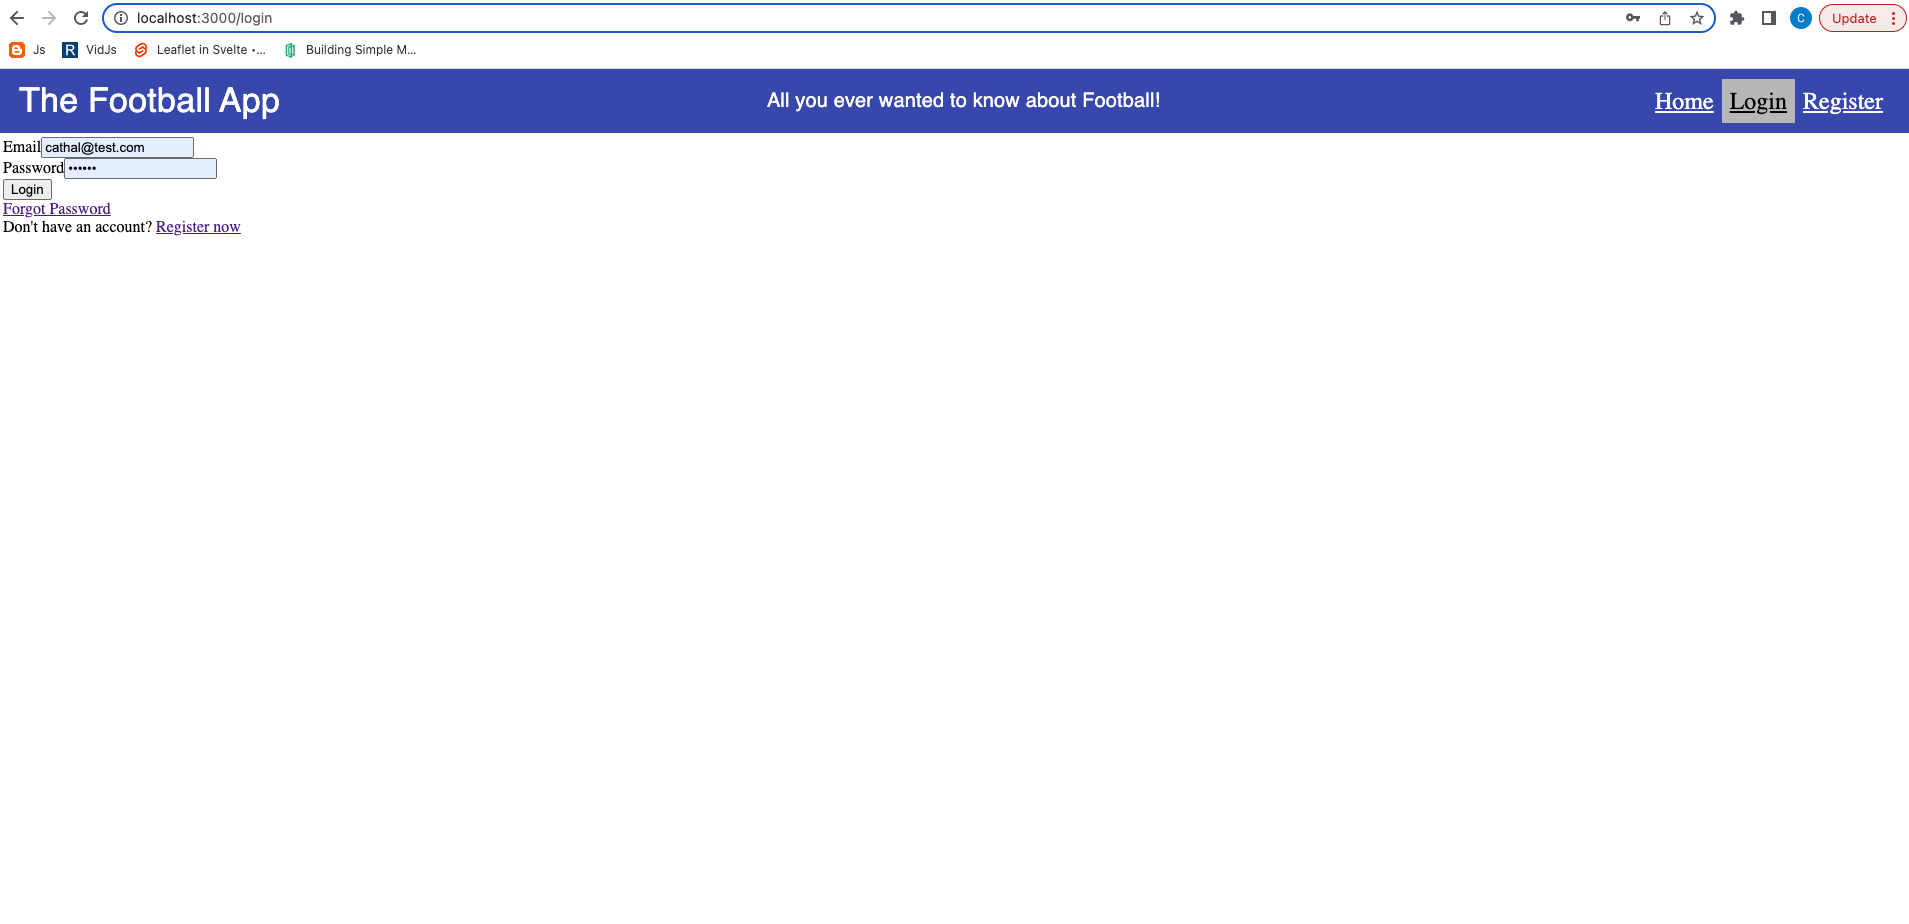 localhost:3000/login
C
Update
Js
R VidJs
Leaflet in Svelte •...
Building Simple M...
The Football App
All you ever wanted to know about Football!
Home Login Register
Email cathal@test.com
Password ••••••
Login
Forgot Password
Don't have an account? Register now